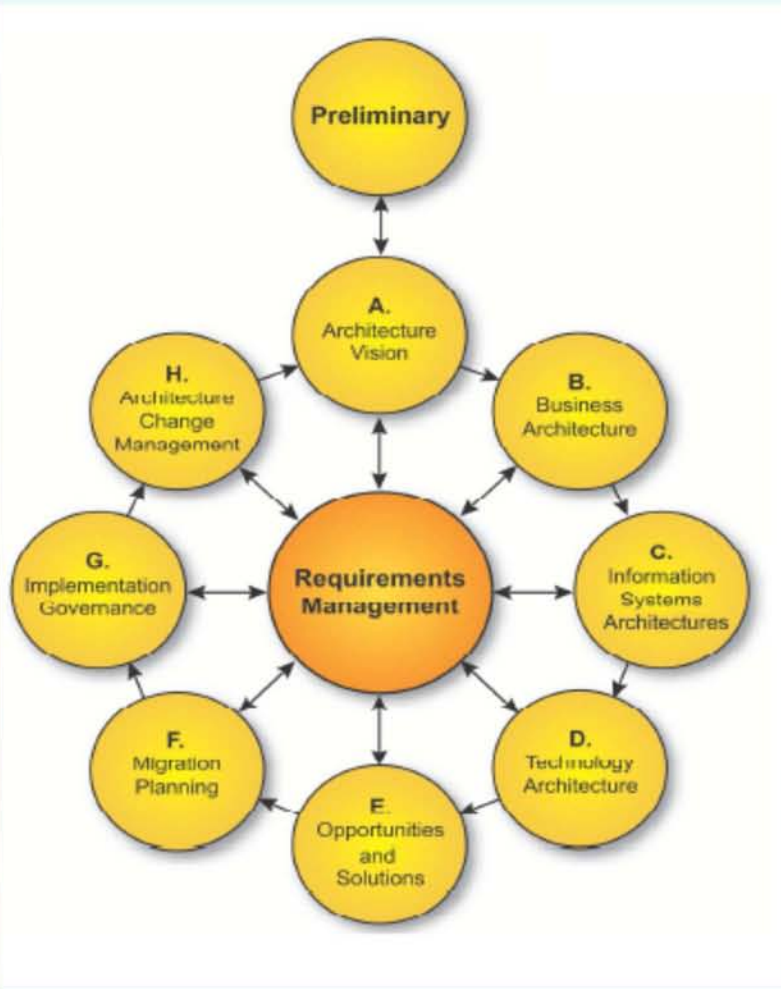 Preliminary
A.
Architecture
Vision
H.
Architecture
Change
Management
B.
Business
Architecture
G.
Implementation
Governance
Requirements
Management
C.
Information
Systems
Architectures
F.
Migration
Planning
D.
Technology
Architecture
E.
Opportunities
and
Solutions